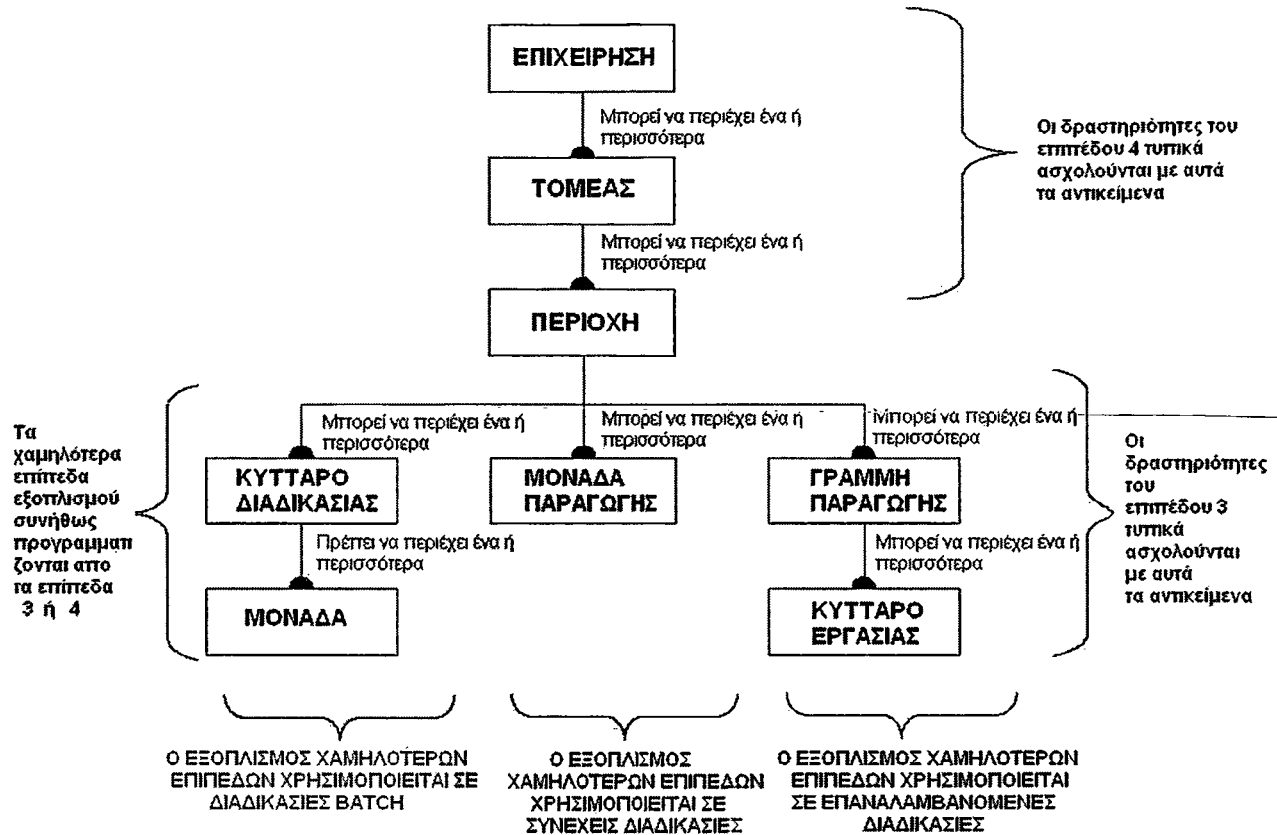 ΕΠΙΧΕΙΡΗΣΗ
Μπορεί να περιέχει ένα ή
περισσότερα
Οι δραστηριότητες του
επιπέδου 4 τυπικά
ασχολούνται με αυτά
τα αντικείμενα
ΤΟΜΕΑΣ
Μπορεί να περιέχει ένα ή
περισσότερα
ΠΕΡΙΟΧΗ
Τα
χαμηλότερα
επίπεδα
εξοπλισμού
συνήθως
προγραμματι
ζονται απο
τα επίπεδα
3 ή 4
Μπορεί να περιέχει ένα ή
περισσότερα
Μπορεί να περιέχει ένα ή
περισσότερα
Μπορεί να περιέχει ένα ή
περισσότερα
ΚΥΤΤΑΡΟ
ΔΙΑΔΙΚΑΣΙΑΣ
ΜΟΝΑΔΑ
ΠΑΡΑΓΩΓΗΣ
ΓΡΑΜΜΗ
ΠΑΡΑΓΩΓΗΣ
Οι
δραστηριότητες
του
επιπέδου 3
τυπικά
ασχολούνται
με αυτά
τα αντικείμενα
Πρέπει να περιέχει ένα ή
περισσότερα
Μπορεί να περιέχει ένα ή
περισσότερα
ΜΟΝΑΔΑ
ΚΥΤΤΑΡΟ
ΕΡΓΑΣΙΑΣ
Ο ΕΞΟΠΛΙΣΜΟΣ ΧΑΜΗΛΟΤΕΡΩΝ
ΕΠΙΠΕΔΩΝ ΧΡΗΣΙΜΟΠΟΙΕΙΤΑΙ ΣΕ
ΔΙΑΔΙΚΑΣΙΕΣ BATCH
Ο ΕΞΟΠΛΙΣΜΟΣ
ΧΑΜΗΛΟΤΕΡΩΝ ΕΠΙΠΕΔΩΝ
ΧΡΗΣΙΜΟΠΟΙΕΙΤΑΙ ΣΕ
ΣΥΝΕΧΕΙΣ ΔΙΑΔΙΚΑΣΙΕΣ
Ο ΕΞΟΠΛΙΣΜΟΣ ΧΑΜΗΛΟΤΕΡΩΝ
ΕΠΙΠΕΔΩΝ ΧΡΗΣΙΜΟΠΟΙΕΙΤΑΙ
ΣΕ ΕΠΑΝΑΛΑΜΒΑΝΟΜΕΝΕΣ
ΔΙΑΔΙΚΑΣΙΕΣ